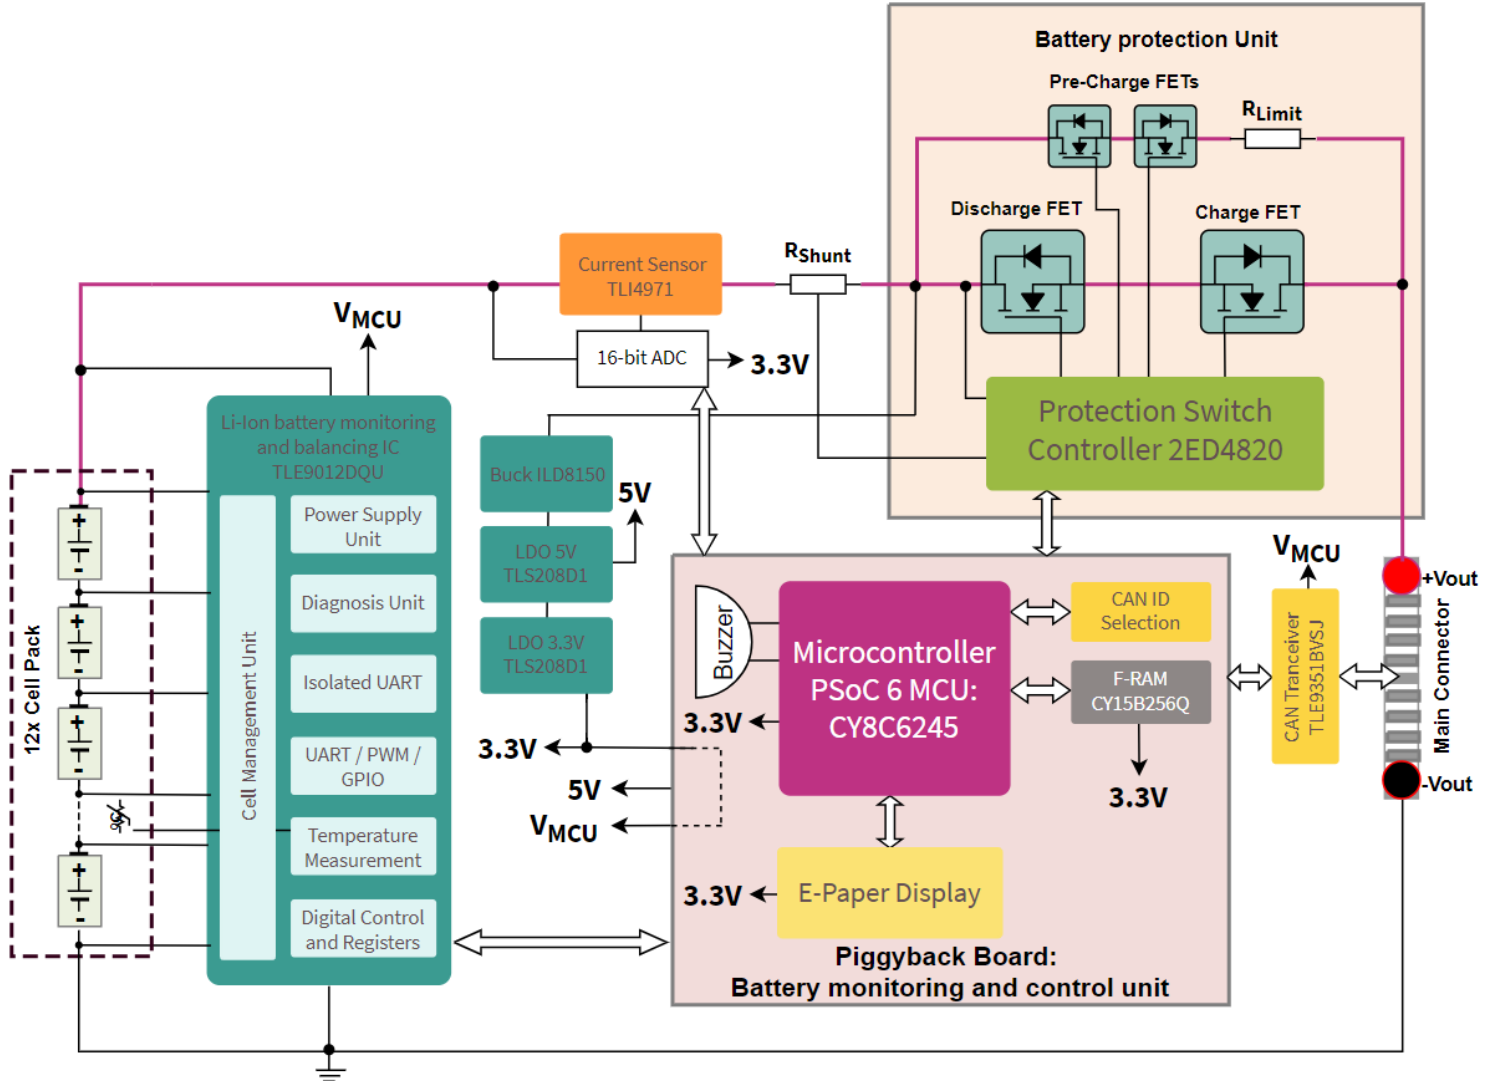 Battery protection Unit
Pre-Charge FETs
RLimit
Discharge FET
Charge FET
Current Sensor
TLI4971
RShunt
VMCU
16-bit ADC
3.3V
Protection Switch
Controller 2ED4820
Li-Ion battery monitoring
and balancing IC
TLE9012DQU
Buck ILD8150
5V
Power Supply
Unit
LDO 5V
TLS208D1
VMCU
+Vout
Diagnosis Unit
LDO 3.3V
TLS208D1
Buzzer
Microcontroller
PSoC 6 MCU:
CY8C6245
CAN ID
Selection
CAN Tranceiver
TLE9351BVSJ
Main Connector
12x Cell Pack
Cell Management Unit
Isolated UART
F-RAM
CY15B256Q
3.3V
3.3V
UART / PWM /
GPIO
5V
3.3V
-Vout
VMCU
Temperature
Measurement
3.3V
E-Paper Display
Digital Control
and Registers
Piggyback Board:
Battery monitoring and control unit
+
-
+
-
+
-
+
-